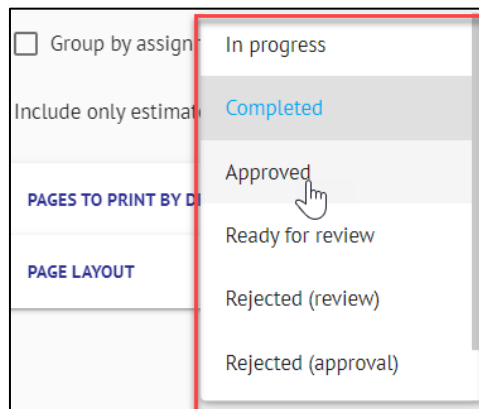 Group by assign
In progress
Include only estimat
Completed
Approved
PAGES TO PRINT BY D
Ready for review
PAGE LAYOUT
Rejected (review)
Rejected (approval)